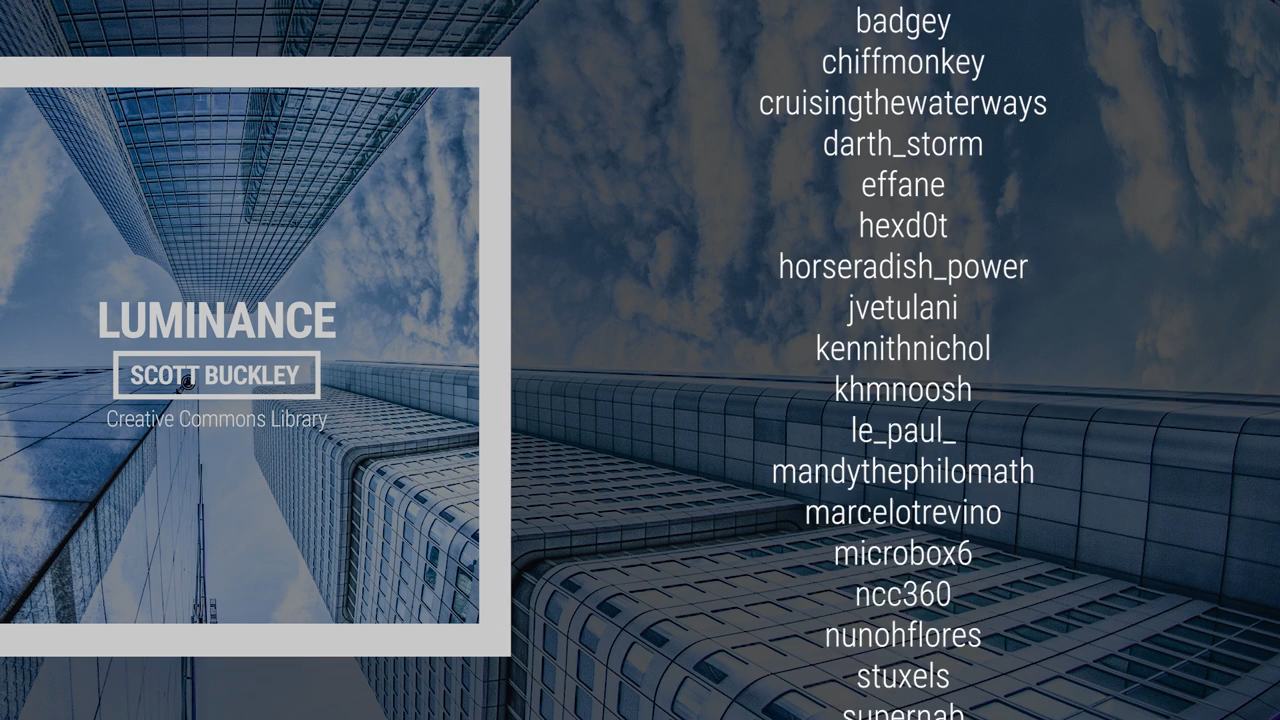 LUMINANCE
SCOTT BUCKLEY
Creative Commons Library
badgey
chiffmonkey
cruisingthewaterways
darth_storm
effane
hexd0t
horseradish_power
jvetulani
kennithnichol
khmnoosh
le_paul_
mandythephilomath
marcelotrevino
microbox6
ncc360
nunohflores
stuxels